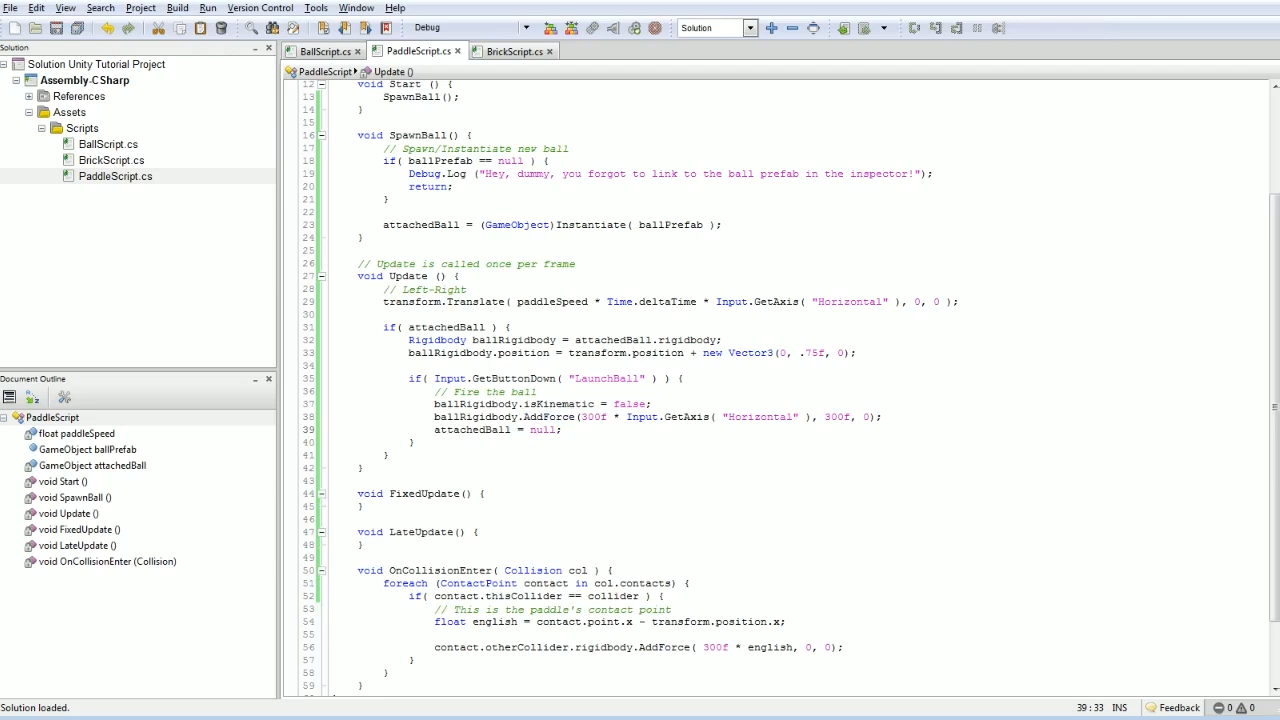 File Edit View Search Project Build Run Version Control Tools Window Help
Debug Solution
Solution
Solution Unity Tutorial Project
Assembly-CSharp
References
Assets
Scripts
BallScript.cs
BrickScript.cs
PaddleScript.cs
Document Outline
PaddleScript
float paddleSpeed
GameObject ballPrefab
GameObject attachedBall
void Start ()
void SpawnBall ()
void Update ()
void FixedUpdate ()
void LateUpdate ()
void OnCollisionEnter (Collision)
BallScript.cs PaddleScript.cs BrickScript.cs
PaddleScript Update ()
12 void Start () {
13 SpawnBall();
14 }
15
16 void SpawnBall() {
17 // Spawn/Instantiate new ball
18 if( ballPrefab == null ) {
19 Debug.Log ("Hey, dummy, you forgot to link to the ball prefab in the inspector!");
20 return;
21 }
22
23 attachedBall = (GameObject)Instantiate( ballPrefab );
24 }
25
26 // Update is called once per frame
27 void Update () {
28 // Left-Right
29 transform.Translate( paddleSpeed * Time.deltaTime * Input.GetAxis( "Horizontal" ), 0, 0 );
30
31 if( attachedBall ) {
32 Rigidbody ballRigidbody = attachedBall.rigidbody;
33 ballRigidbody.position = transform.position + new Vector3(0, .75f, 0);
34
35 if( Input.GetButtonDown( "LaunchBall" ) ) {
36 // Fire the ball
37 ballRigidbody.isKinematic = false;
38 ballRigidbody.AddForce(300f * Input.GetAxis( "Horizontal" ), 300f, 0);
39 attachedBall = null;
40 }
41 }
42 }
43
44 void FixedUpdate() {
45 }
46
47 void LateUpdate() {
48 }
49
50 void OnCollisionEnter( Collision col ) {
51 foreach (ContactPoint contact in col.contacts) {
52 if( contact.thisCollider == collider ) {
53 // This is the paddle's contact point
54 float english = contact.point.x - transform.position.x;
55
56 contact.otherCollider.rigidbody.AddForce( 300f * english, 0, 0);
57 }
58 }
59 }
Solution loaded. 39 : 33 INS Feedback 0 0